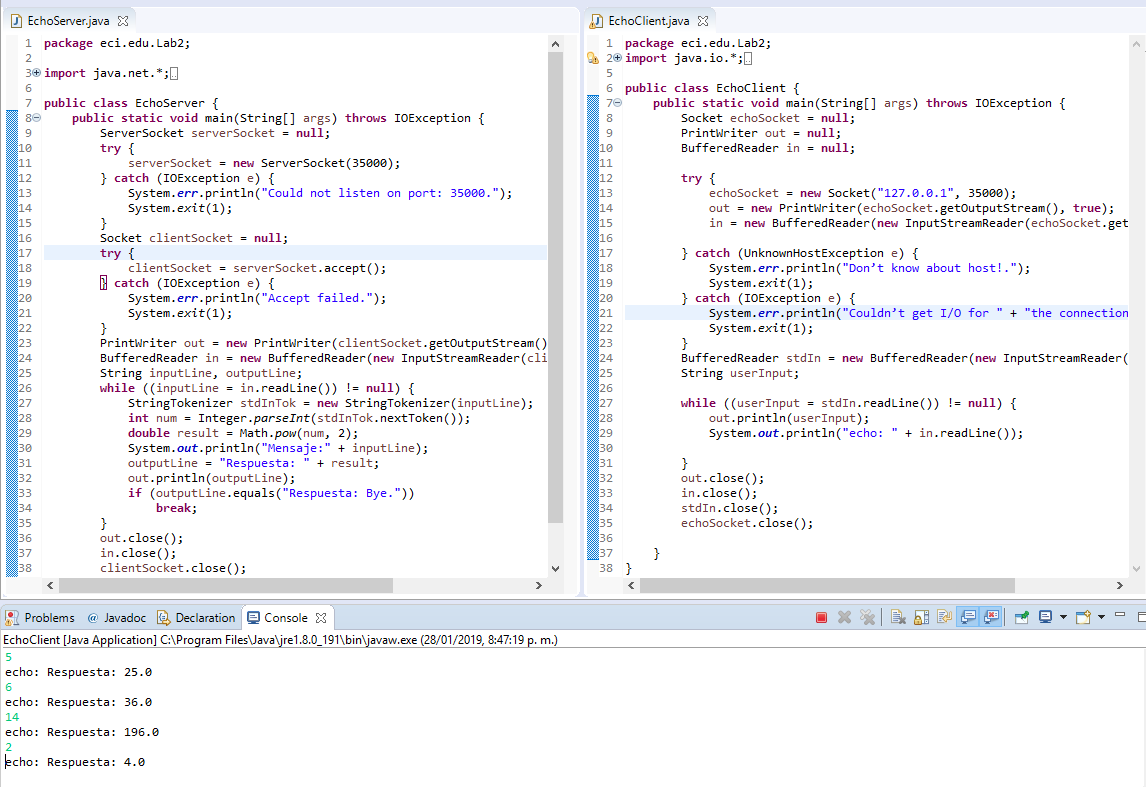 EchoServer.java
1 package eci.edu.Lab2;
2
3 import java.net.*;
6
7 public class EchoServer {
8 public static void main(String[] args) throws IOException {
9 ServerSocket serverSocket = null;
10 try {
11 serverSocket = new ServerSocket(35000);
12 } catch (IOException e) {
13 System.err.println("Could not listen on port: 35000.");
14 System.exit(1);
15 }
16 Socket clientSocket = null;
17 try {
18 clientSocket = serverSocket.accept();
19 } catch (IOException e) {
20 System.err.println("Accept failed.");
21 System.exit(1);
22 }
23 PrintWriter out = new PrintWriter(clientSocket.getOutputStream()
24 BufferedReader in = new BufferedReader(new InputStreamReader(cli
25 String inputLine, outputLine;
26 while ((inputLine = in.readLine()) != null) {
27 StringTokenizer stdInTok = new StringTokenizer(inputLine);
28 int num = Integer.parseInt(stdInTok.nextToken());
29 double result = Math.pow(num, 2);
30 System.out.println("Mensaje:" + inputLine);
31 outputLine = "Respuesta: " + result;
32 out.println(outputLine);
33 if (outputLine.equals("Respuesta: Bye."))
34 break;
35 }
36 out.close();
37 in.close();
38 clientSocket.close();
EchoClient.java
1 package eci.edu.Lab2;
2 import java.io.*;
5
6 public class EchoClient {
7 public static void main(String[] args) throws IOException {
8 Socket echoSocket = null;
9 PrintWriter out = null;
10 BufferedReader in = null;
11
12 try {
13 echoSocket = new Socket("127.0.0.1", 35000);
14 out = new PrintWriter(echoSocket.getOutputStream(), true);
15 in = new BufferedReader(new InputStreamReader(echoSocket.get
16
17 } catch (UnknownHostException e) {
18 System.err.println("Don’t know about host!.");
19 System.exit(1);
20 } catch (IOException e) {
21 System.err.println("Couldn’t get I/O for " + "the connection
22 System.exit(1);
23 }
24 BufferedReader stdIn = new BufferedReader(new InputStreamReader(
25 String userInput;
26
27 while ((userInput = stdIn.readLine()) != null) {
28 out.println(userInput);
29 System.out.println("echo: " + in.readLine());
30
31 }
32 out.close();
33 in.close();
34 stdIn.close();
35 echoSocket.close();
36
37 }
38 }
Problems @ Javadoc Declaration Console
EchoClient [Java Application] C:\Program Files\Java\jre1.8.0_191\bin\javaw.exe (28/01/2019, 8:47:19 p. m.)
5
echo: Respuesta: 25.0
6
echo: Respuesta: 36.0
14
echo: Respuesta: 196.0
2
echo: Respuesta: 4.0